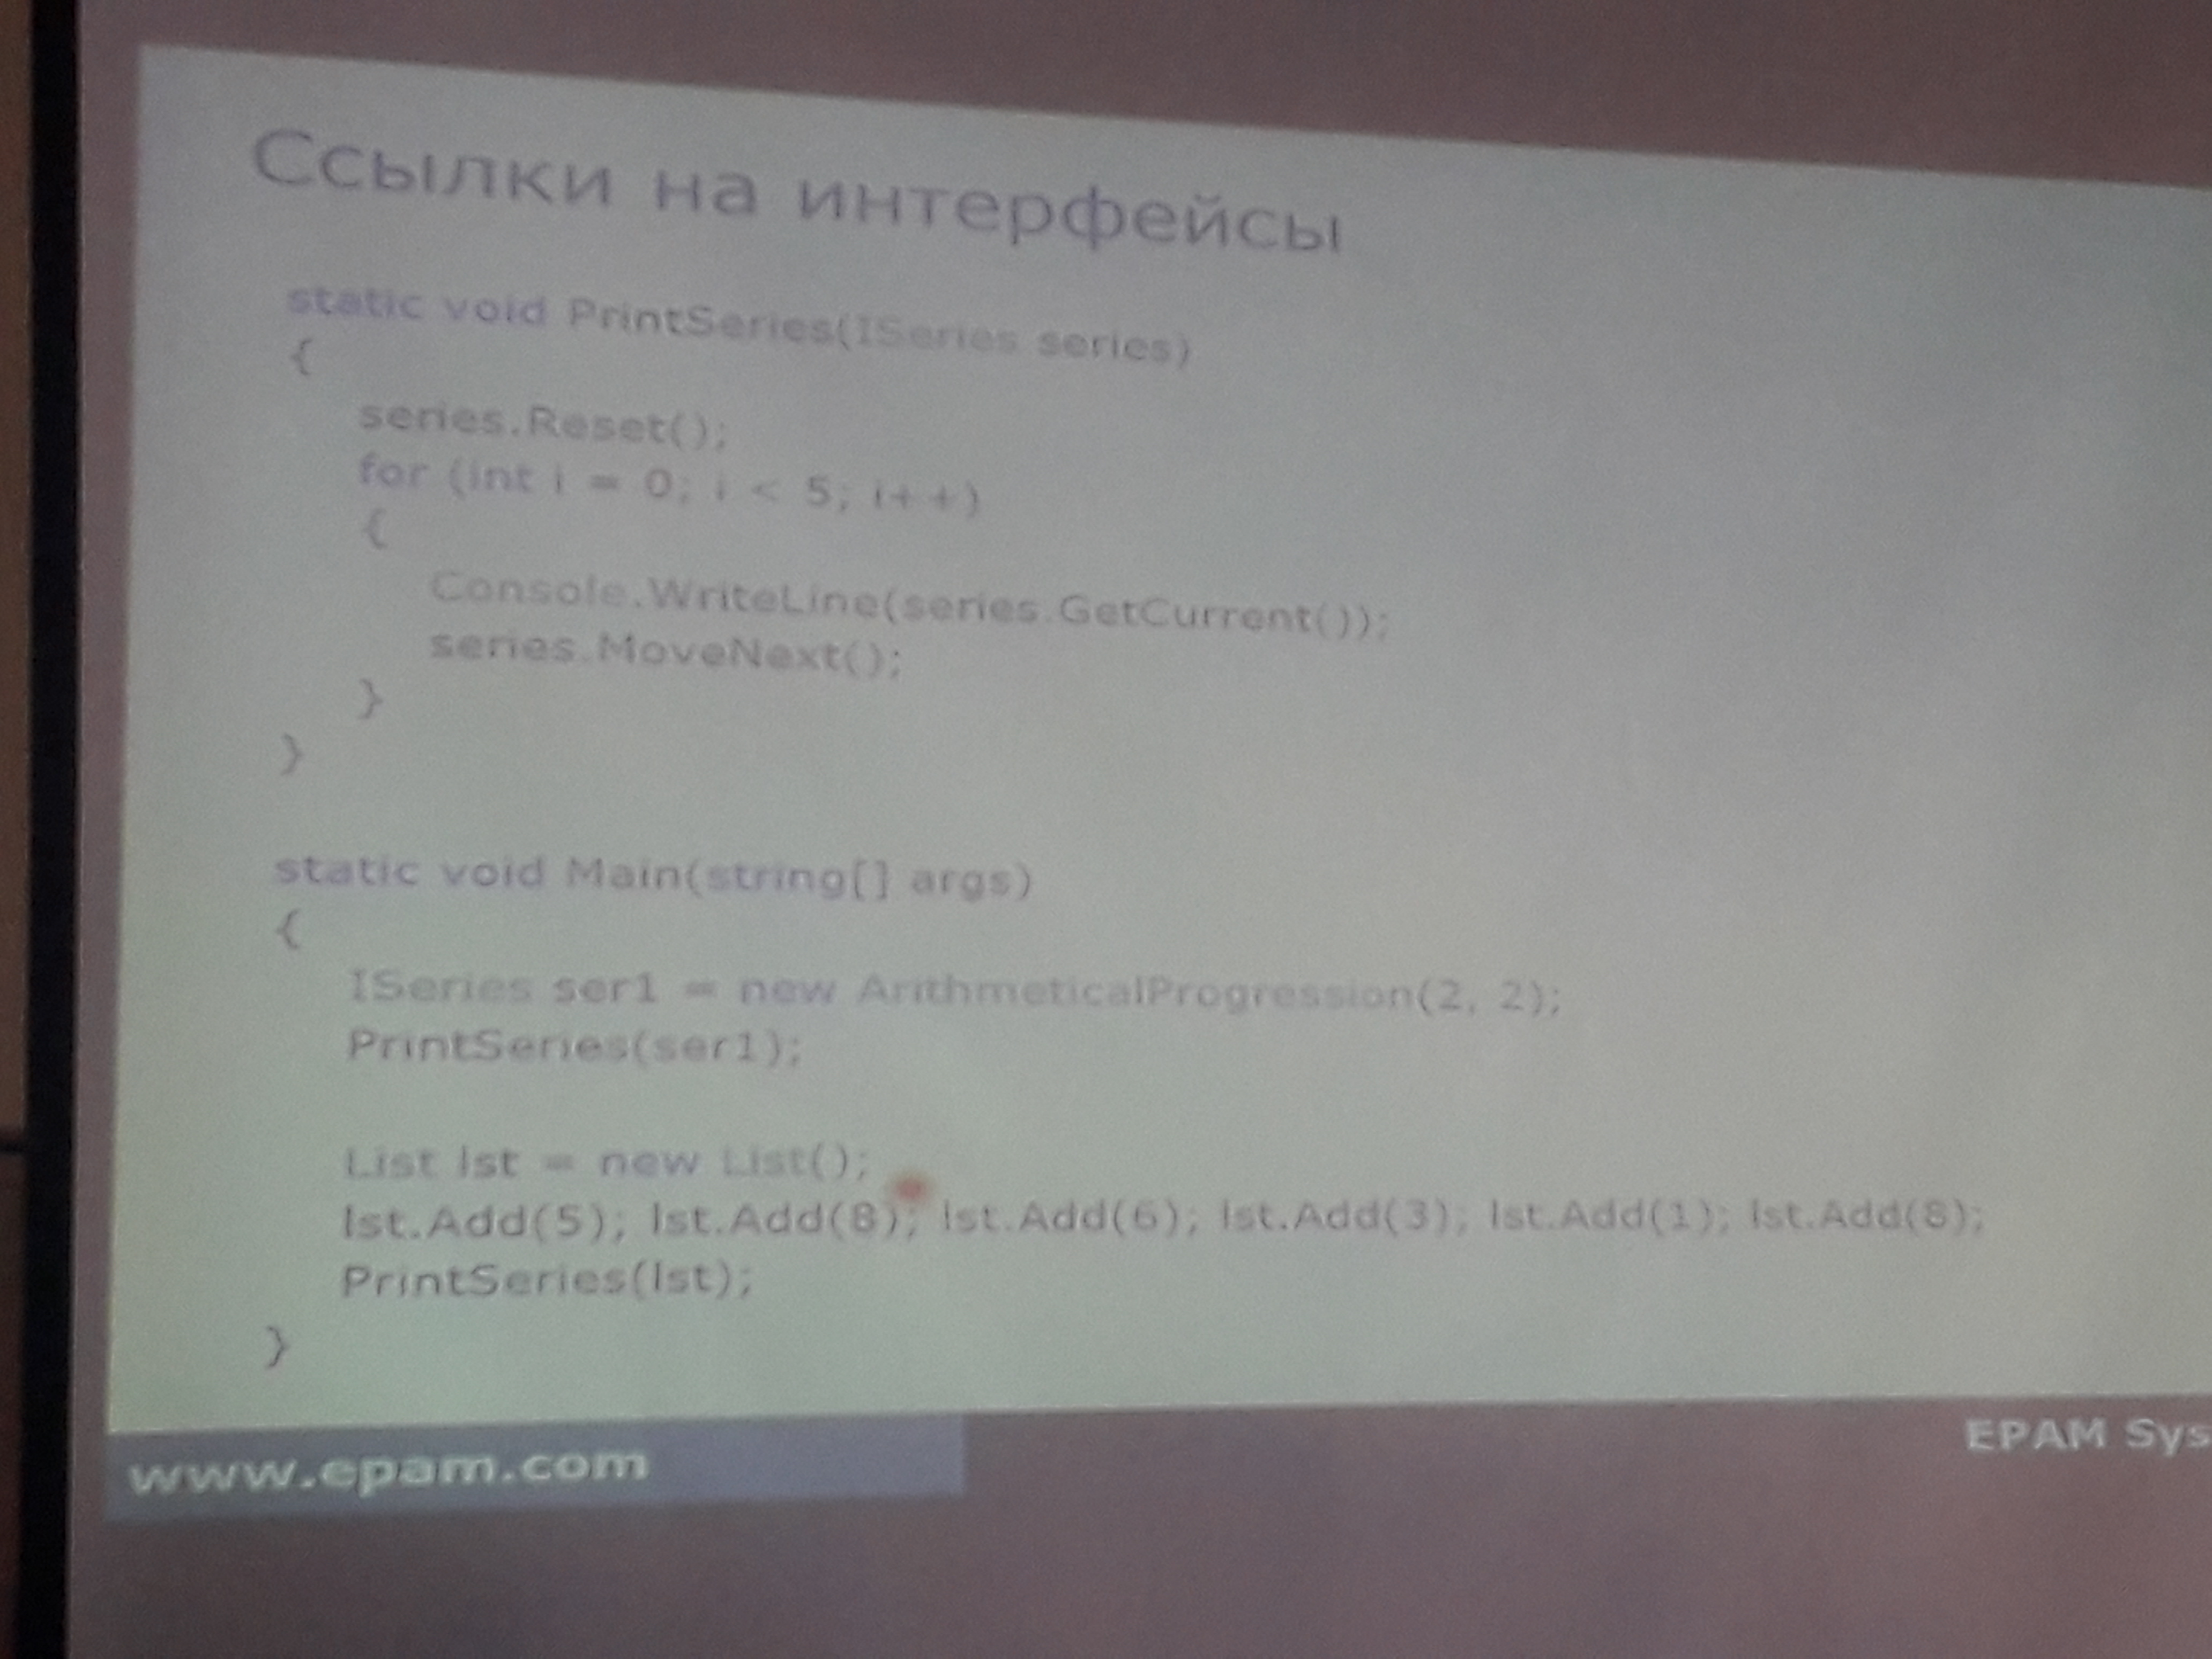 Ссылки на интерфейсы
static void PrintSeries(ISeries series)
{
series.Reset();
for (int i = 0; i < 5; i++)
{
Console.WriteLine(series.GetCurrent());
series.MoveNext();
}
}
static void Main(string[] args)
{
ISeries ser1 = new ArithmeticalProgression(2, 2);
PrintSeries(ser1);
List lst = new List();
lst.Add(5); lst.Add(8); lst.Add(6); lst.Add(3); lst.Add(1); lst.Add(8);
PrintSeries(lst);
}
www.epam.com
EPAM Sys